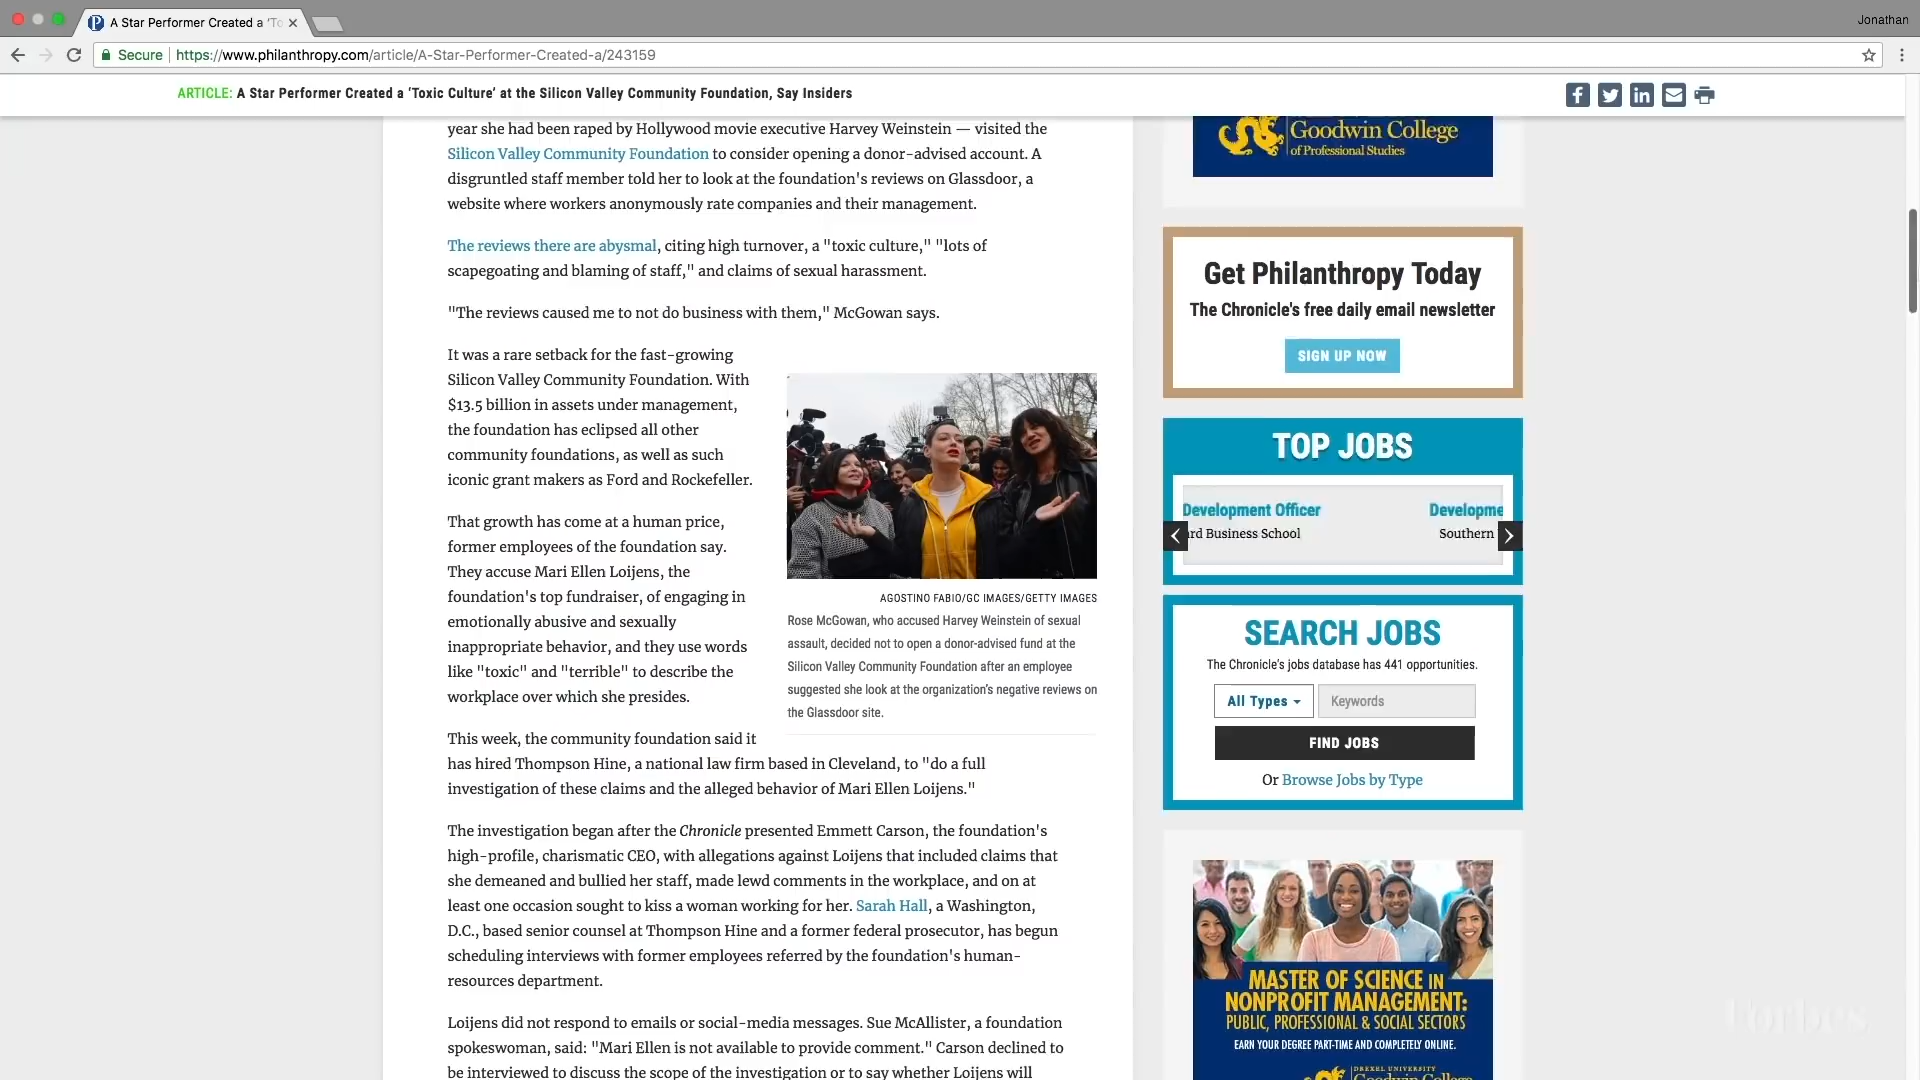 A Star Performer Created a 'To
Jonathan
Secure
https://www.philanthropy.com/article/A-Star-Performer-Created-a/243159
ARTICLE: A Star Performer Created a 'Toxic Culture' at the Silicon Valley Community Foundation, Say Insiders
year she had been raped by Hollywood movie executive Harvey Weinstein — visited the
Silicon Valley Community Foundation to consider opening a donor-advised account. A
disgruntled staff member told her to look at the foundation's reviews on Glassdoor, a
website where workers anonymously rate companies and their management.
The reviews there are abysmal, citing high turnover, a "toxic culture," "lots of
scapegoating and blaming of staff," and claims of sexual harassment.
"The reviews caused me to not do business with them," McGowan says.
It was a rare setback for the fast-growing
Silicon Valley Community Foundation. With
$13.5 billion in assets under management,
the foundation has eclipsed all other
community foundations, as well as such
iconic grant makers as Ford and Rockefeller.
That growth has come at a human price,
former employees of the foundation say.
They accuse Mari Ellen Loijens, the
foundation's top fundraiser, of engaging in
emotionally abusive and sexually
inappropriate behavior, and they use words
like "toxic" and "terrible" to describe the
workplace over which she presides.
AGOSTINO FABIO/GC IMAGES/GETTY IMAGES
Rose McGowan, who accused Harvey Weinstein of sexual
assault, decided not to open a donor-advised fund at the
Silicon Valley Community Foundation after an employee
suggested she look at the organization's negative reviews on
the Glassdoor site.
This week, the community foundation said it
has hired Thompson Hine, a national law firm based in Cleveland, to "do a full
investigation of these claims and the alleged behavior of Mari Ellen Loijens."
The investigation began after the Chronicle presented Emmett Carson, the foundation's
high-profile, charismatic CEO, with allegations against Loijens that included claims that
she demeaned and bullied her staff, made lewd comments in the workplace, and on at
least one occasion sought to kiss a woman working for her. Sarah Hall, a Washington,
D.C., based senior counsel at Thompson Hine and a former federal prosecutor, has begun
scheduling interviews with former employees referred by the foundation's human-
resources department.
Loijens did not respond to emails or social-media messages. Sue McAllister, a foundation
spokeswoman, said: "Mari Ellen is not available to provide comment." Carson declined to
be interviewed to discuss the scope of the investigation or to say whether Loijens will
Goodwin College
of Professional Studies
Get Philanthropy Today
The Chronicle's free daily email newsletter
SIGN UP NOW
TOP JOBS
Development Officer
rd Business School
Developme
Southern
SEARCH JOBS
The Chronicle's jobs database has 441 opportunities.
All Types
Keywords
FIND JOBS
Or Browse Jobs by Type
MASTER OF SCIENCE IN
NONPROFIT MANAGEMENT:
PUBLIC, PROFESSIONAL & SOCIAL SECTORS
EARN YOUR DEGREE PART-TIME AND COMPLETELY ONLINE.
DREXEL UNIVERSITY
Goodwin College
Forbes